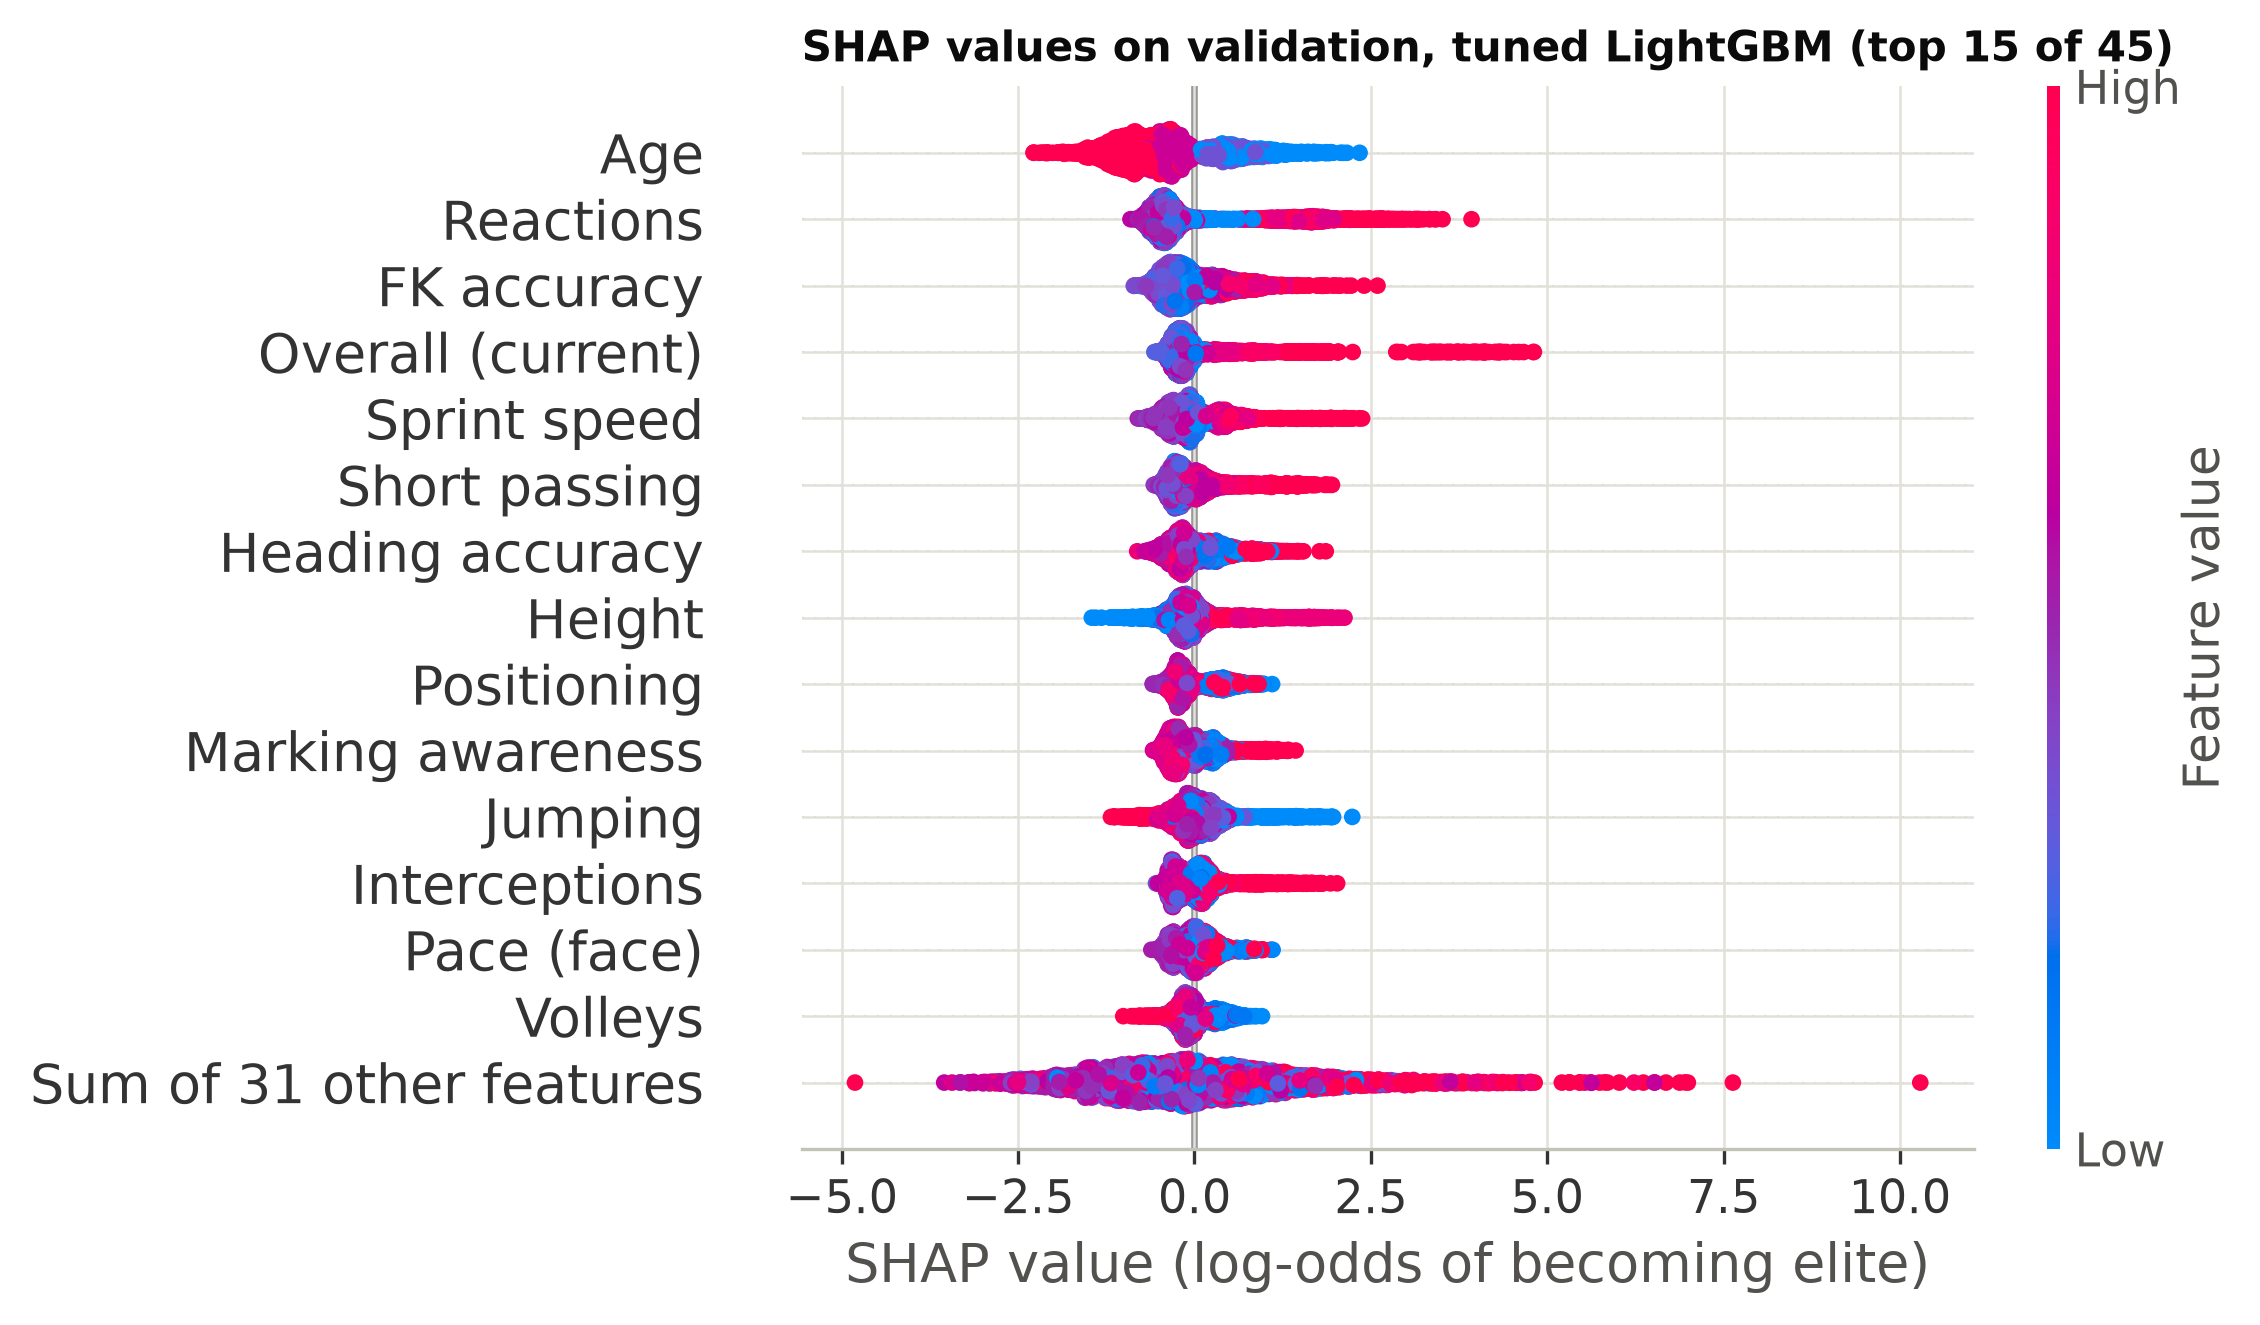 SHAP values on validation, tuned LightGBM (top 15 of 45)
High
Age
Reactions
FK accuracy
Overall (current)
Sprint speed
Short passing
Heading accuracy
Height
Positioning
Marking awareness
Jumping
Interceptions
Pace (face)
Volleys
Sum of 31 other features
Feature value
Low
−5.0 −2.5 0.0 2.5 5.0 7.5 10.0
SHAP value (log-odds of becoming elite)